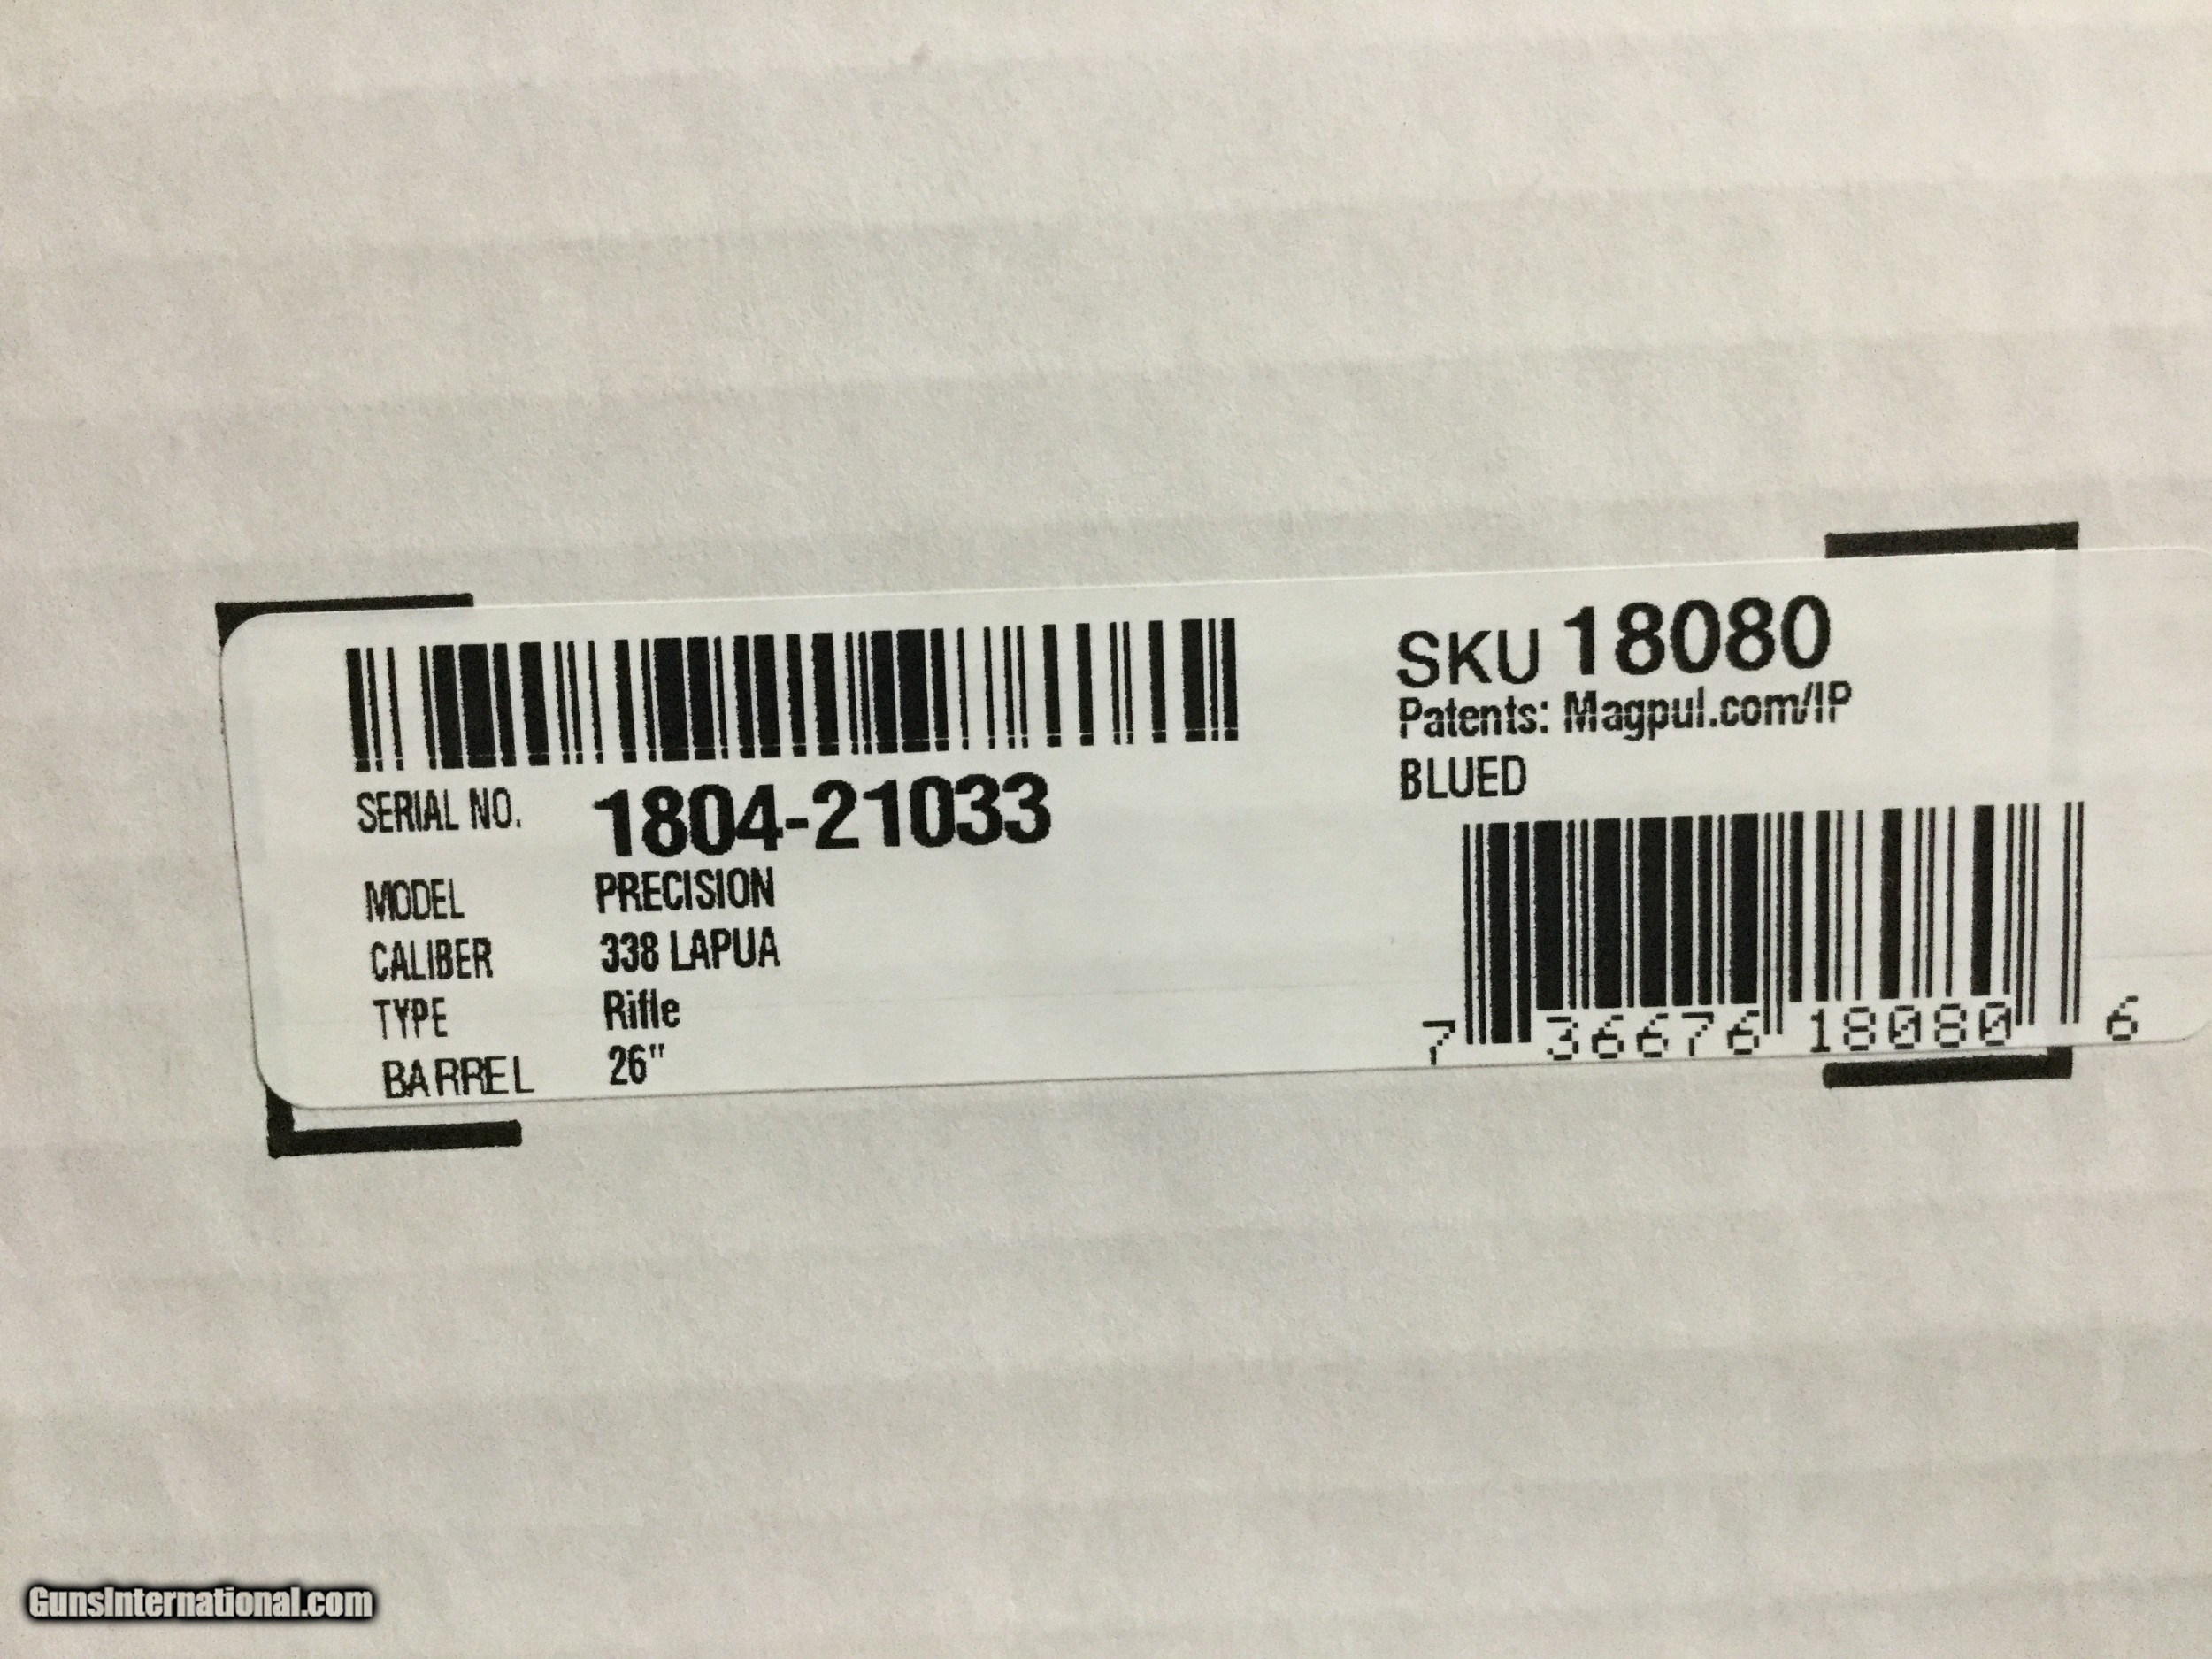 SERIAL NO. 1804-21033
MODEL PRECISION
CALIBER 338 LAPUA
TYPE Rifle
BARREL 26"
SKU 18080
Patents: Magpul.com/IP
BLUED
7 36676 18080 6
GunsInternational.com